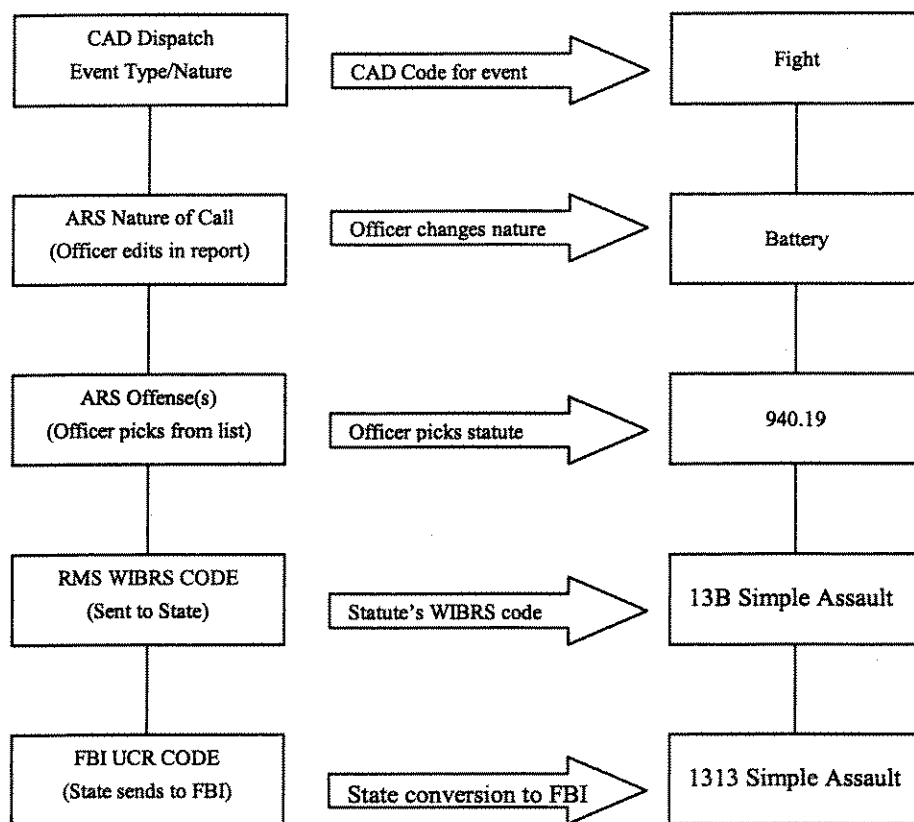 CAD Dispatch
Event Type/Nature
CAD Code for event
Fight
ARS Nature of Call
(Officer edits in report)
Officer changes nature
Battery
ARS Offense(s)
(Officer picks from list)
Officer picks statute
940.19
RMS WIBRS CODE
(Sent to State)
Statute's WIBRS code
13B Simple Assault
FBI UCR CODE
(State sends to FBI)
State conversion to FBI
1313 Simple Assault